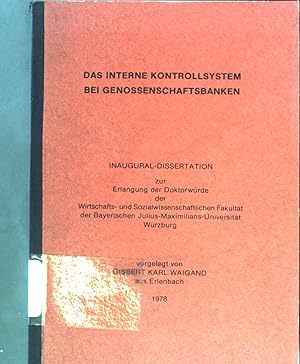 DAS INTERNE KONTROLLSYSTEM
BEI GENOSSENSCHAFTSBANKEN
INAUGURAL-DISSERTATION
zur
Erlangung der Doktorwürde
der
Wirtschafts- und Sozialwissenschaftlichen Fakultät
der Bayerischen Julius-Maximilians-Universität
Würzburg
vorgelegt von
GISBERT KARL WAIGAND
aus Erlenbach
1978